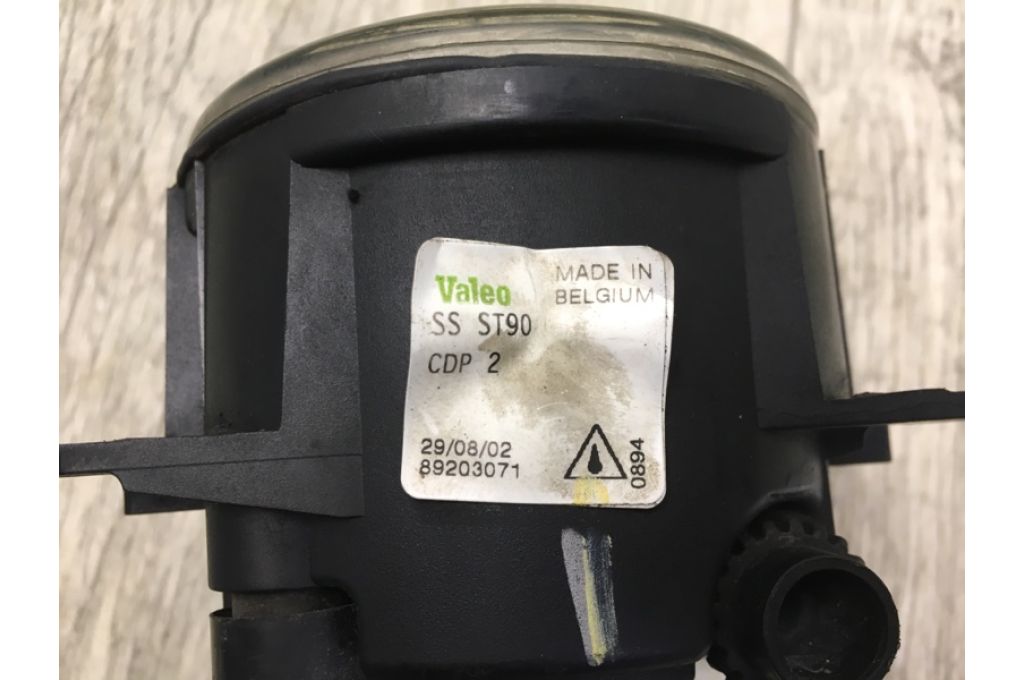 Valeo
MADE IN
BELGIUM
SS ST90
CDP 2
29/08/02
89203071
0894